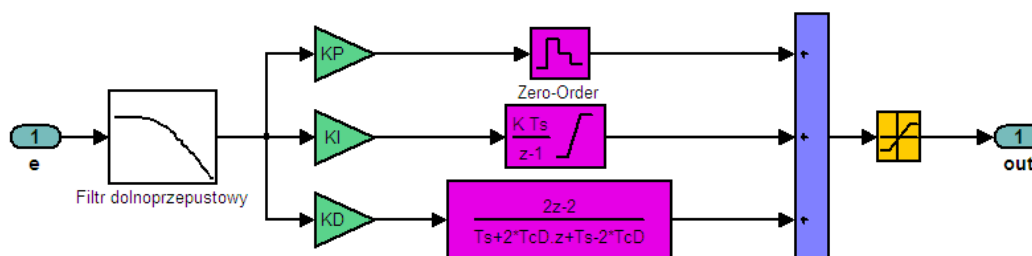 KP
Zero-Order
1
e
Filtr dolnoprzepustowy
KI
K Ts
z-1
+
+
+
1
out
KD
2z-2
Ts+2*TcD.z+Ts-2*TcD